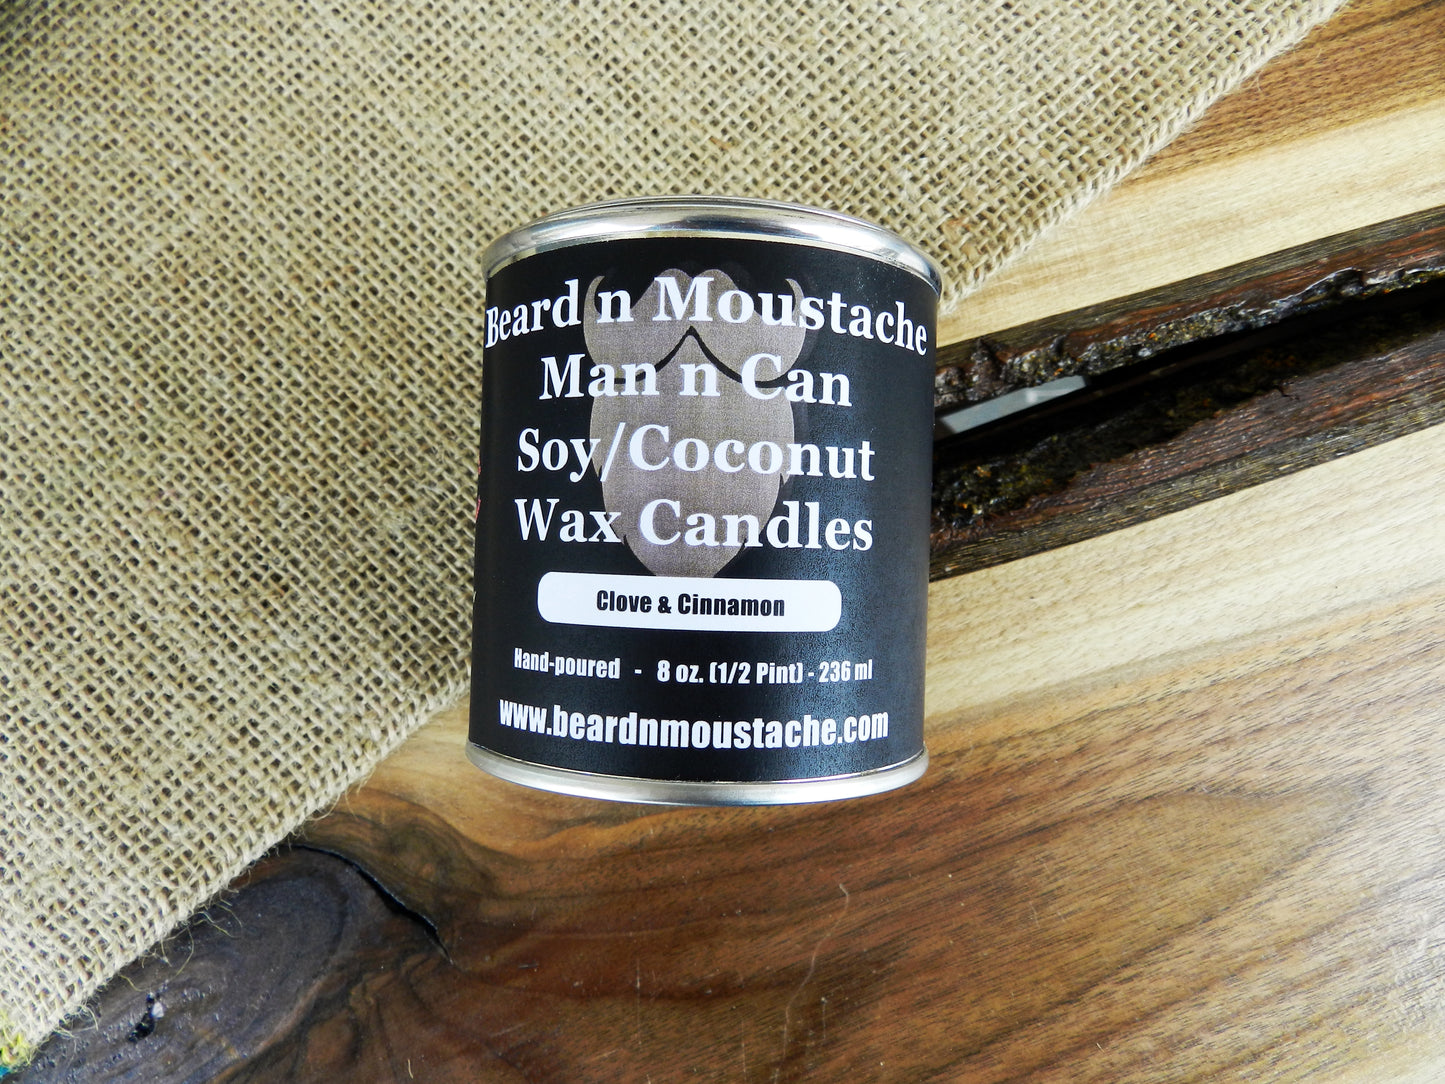 Beard n Moustache
Man n Can
Soy/Coconut
Wax Candles
Clove & Cinnamon
Hand-poured - 8 oz. (1/2 Pint) - 236 ml
www.beardnmoustache.com